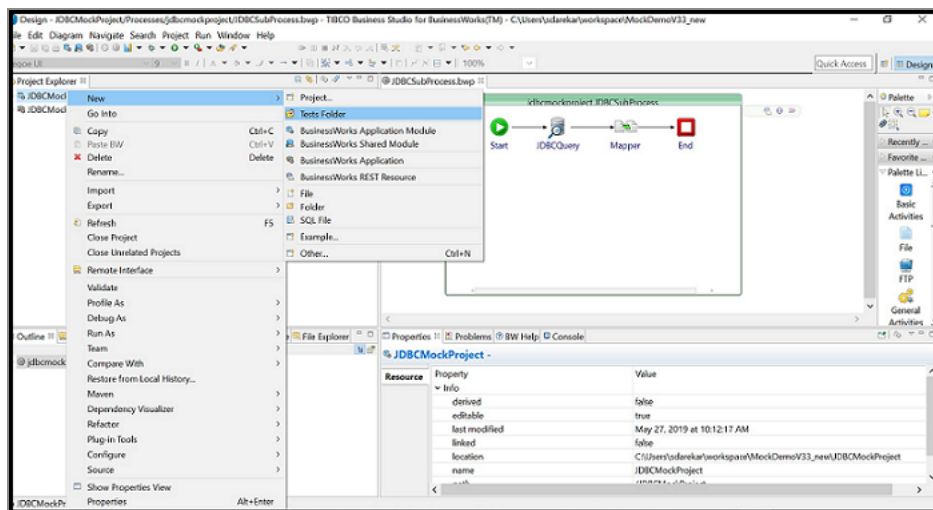 Design - JDBCMockProject/Processes/jdbcmockproject/JDBCSubProcess.bwp - TIBCO Business Studio for BusinessWorks(TM) - C:\Users\sdarekar\workspace\MockDemoV33_new
File Edit Diagram Navigate Search Project Run Window Help
100%
Quick Access
Design
Project Explorer
JDBCMod
JDBCMod
New
Go Into
Copy Ctrl+C
Paste BW Ctrl+V
Delete Delete
Rename...
Import
Export
Refresh F5
Close Project
Close Unrelated Projects
Remote Interface
Validate
Profile As
Debug As
Run As
Team
Compare With
Restore from Local History...
Maven
Dependency Visualizer
Refactor
Plug-in Tools
Configure
Source
Show Properties View
Properties Alt+Enter
Project...
Tests Folder
BusinessWorks Application Module
BusinessWorks Shared Module
BusinessWorks Application
BusinessWorks REST Resource
File
Folder
SQL File
Example...
Other... Ctrl+N
JDBCSubProcess.bwp
jdbcmockproject.JDBCSubProcess
Start
JDBCQuery
Mapper
End
Palette
Recently ...
Favorite ...
Palette Li...
Basic
Activities
File
FTP
General
Activities
Outline
File Explorer
jdbcmock
Properties Problems BW Help Console
JDBCMockProject -
Resource
Property Value
Info
derived false
editable true
last modified May 27, 2019 at 10:12:17 AM
linked false
location C:\Users\sdarekar\workspace\MockDemoV33_new\JDBCMockProject
name JDBCMockProject
JDBCMockPr